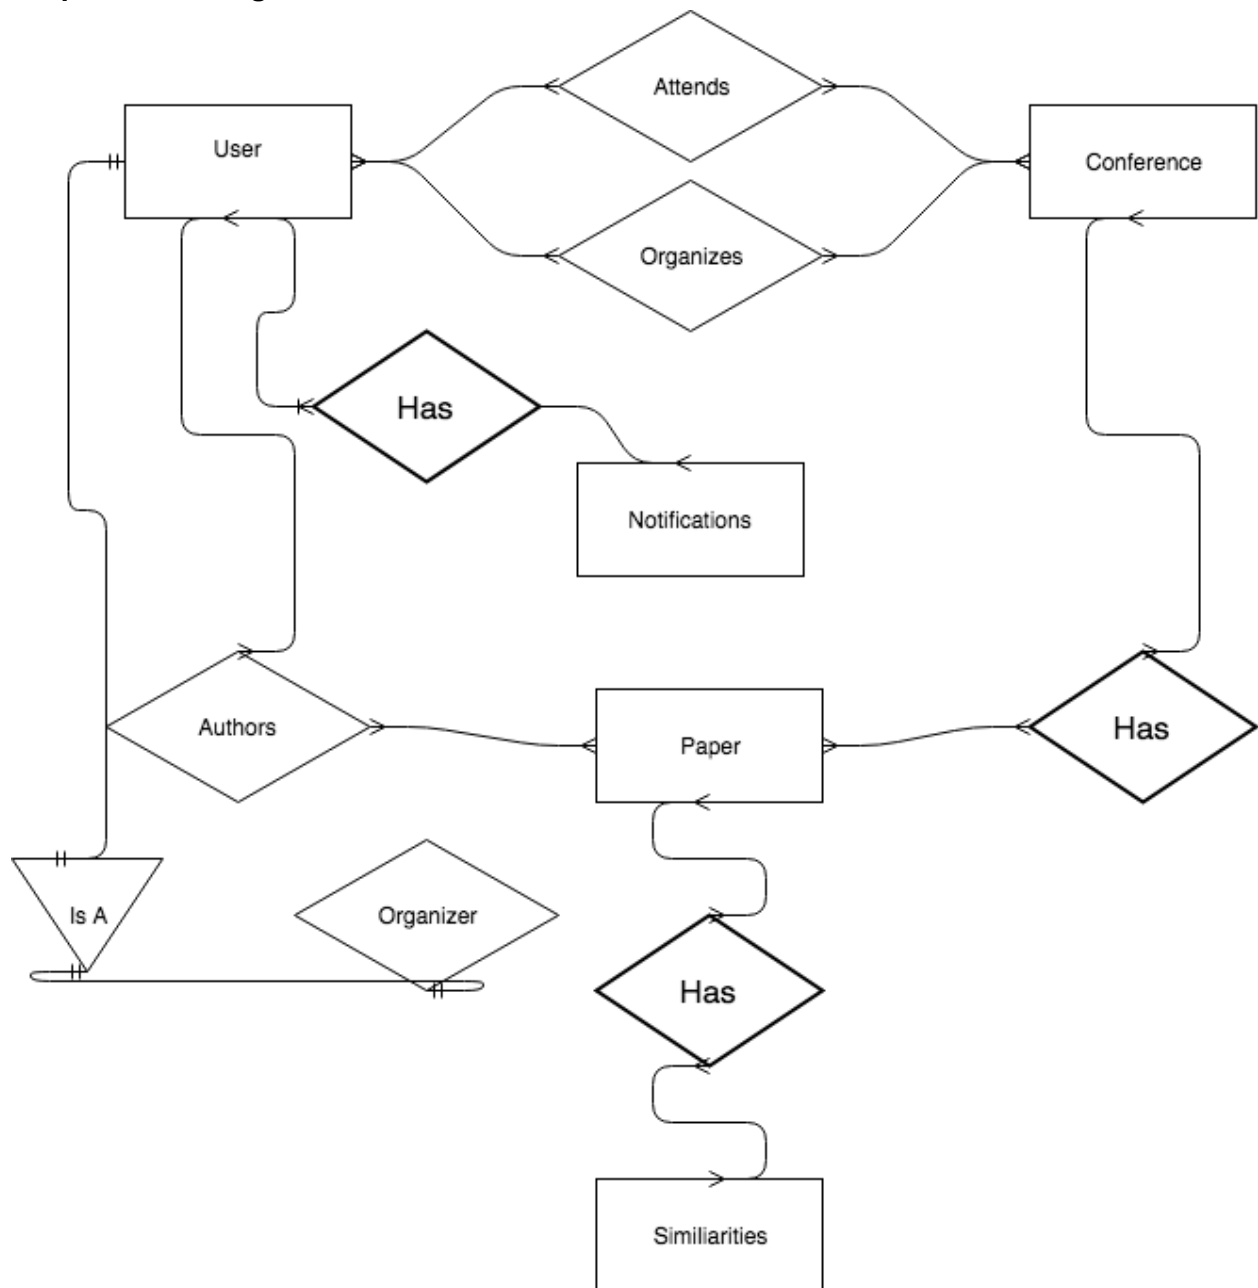 Attends
User
Conference
Organizes
Has
Notifications
Authors
Paper
Has
Is A
Organizer
Has
Similiarities